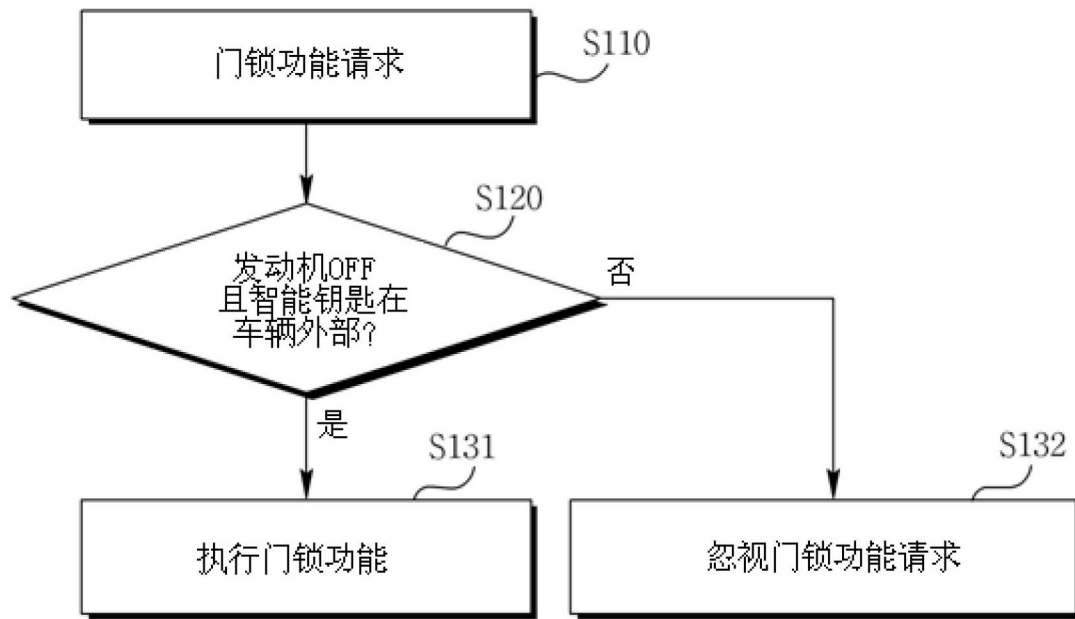 门锁功能请求
S110
S120
发动机OFF
且智能钥匙在
车辆外部?
否
是
S131
执行门锁功能
S132
忽视门锁功能请求